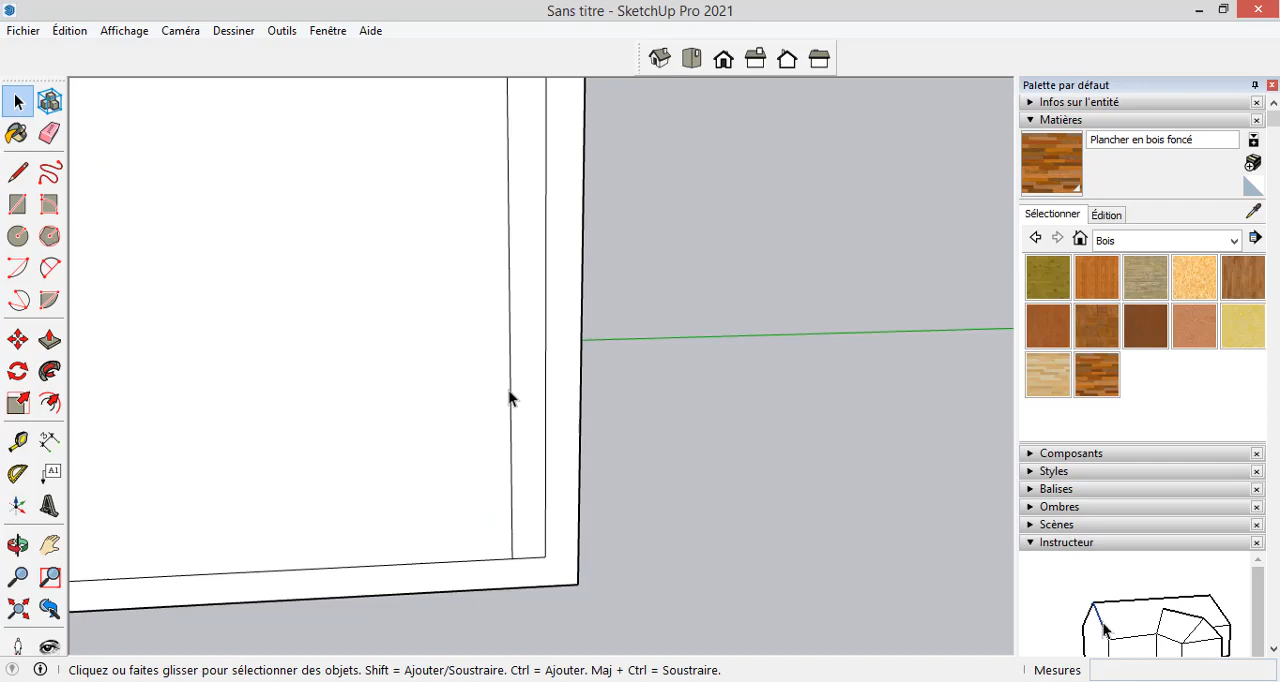 Sans titre - SketchUp Pro 2021
Fichier Édition Affichage Caméra Dessiner Outils Fenêtre Aide
Palette par défaut
Infos sur l'entité
Matières
Plancher en bois foncé
Sélectionner Édition
Bois
A1
Composants
Styles
Balises
Ombres
Scènes
Instructeur
Cliquez ou faites glisser pour sélectionner des objets. Shift = Ajouter/Soustraire. Ctrl = Ajouter. Maj + Ctrl = Soustraire.
Mesures